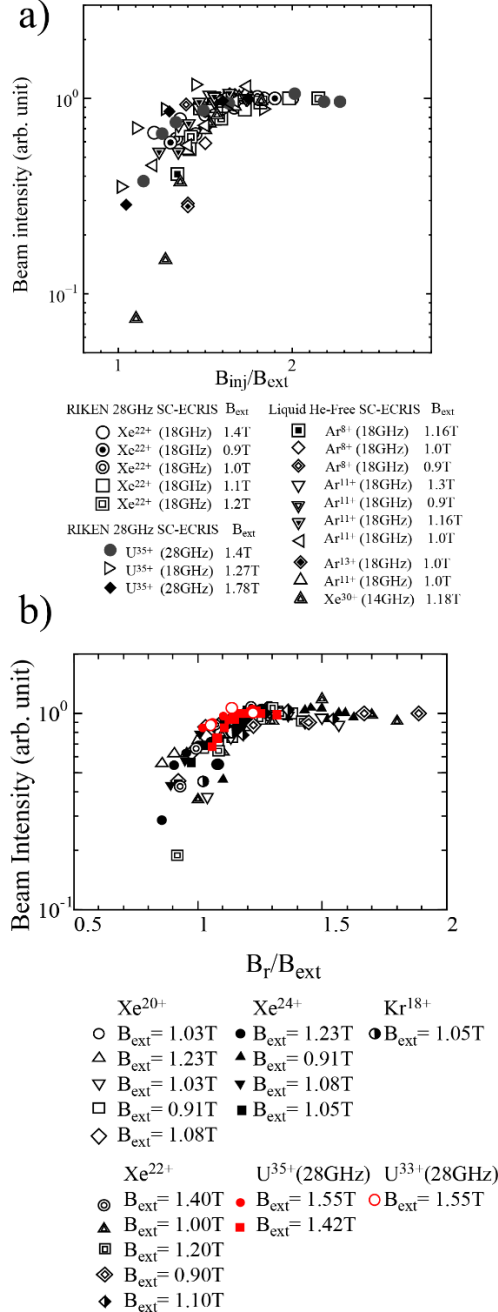 a)
Beam intensity (arb. unit)
10⁰
10⁻¹
1 2
B_inj/B_ext
RIKEN 28GHz SC-ECRIS B_ext
Xe²²⁺ (18GHz) 1.4T
Xe²²⁺ (18GHz) 0.9T
Xe²²⁺ (18GHz) 1.0T
Xe²²⁺ (18GHz) 1.1T
Xe²²⁺ (18GHz) 1.2T
RIKEN 28GHz SC-ECRIS B_ext
U³⁵⁺ (28GHz) 1.4T
U³⁵⁺ (18GHz) 1.27T
U³⁵⁺ (28GHz) 1.78T
Liquid He-Free SC-ECRIS B_ext
Ar⁸⁺ (18GHz) 1.16T
Ar⁸⁺ (18GHz) 1.0T
Ar⁸⁺ (18GHz) 0.9T
Ar¹¹⁺ (18GHz) 1.3T
Ar¹¹⁺ (18GHz) 0.9T
Ar¹¹⁺ (18GHz) 1.16T
Ar¹¹⁺ (18GHz) 1.0T
Ar¹³⁺ (18GHz) 1.0T
Ar¹¹⁺ (18GHz) 1.0T
Xe³⁰⁺ (14GHz) 1.18T
b)
Beam Intensity (arb. unit)
10⁰
10⁻¹
0.5 1 1.5 2
B_r/B_ext
Xe²⁰⁺
B_ext= 1.03T
B_ext= 1.23T
B_ext= 1.03T
B_ext= 0.91T
B_ext= 1.08T
Xe²⁴⁺
B_ext= 1.23T
B_ext= 0.91T
B_ext= 1.08T
B_ext= 1.05T
Kr¹⁸⁺
B_ext= 1.05T
Xe²²⁺
B_ext= 1.40T
B_ext= 1.00T
B_ext= 1.20T
B_ext= 0.90T
B_ext= 1.10T
U³⁵⁺(28GHz)
B_ext= 1.55T
B_ext= 1.42T
U³³⁺(28GHz)
B_ext= 1.55T